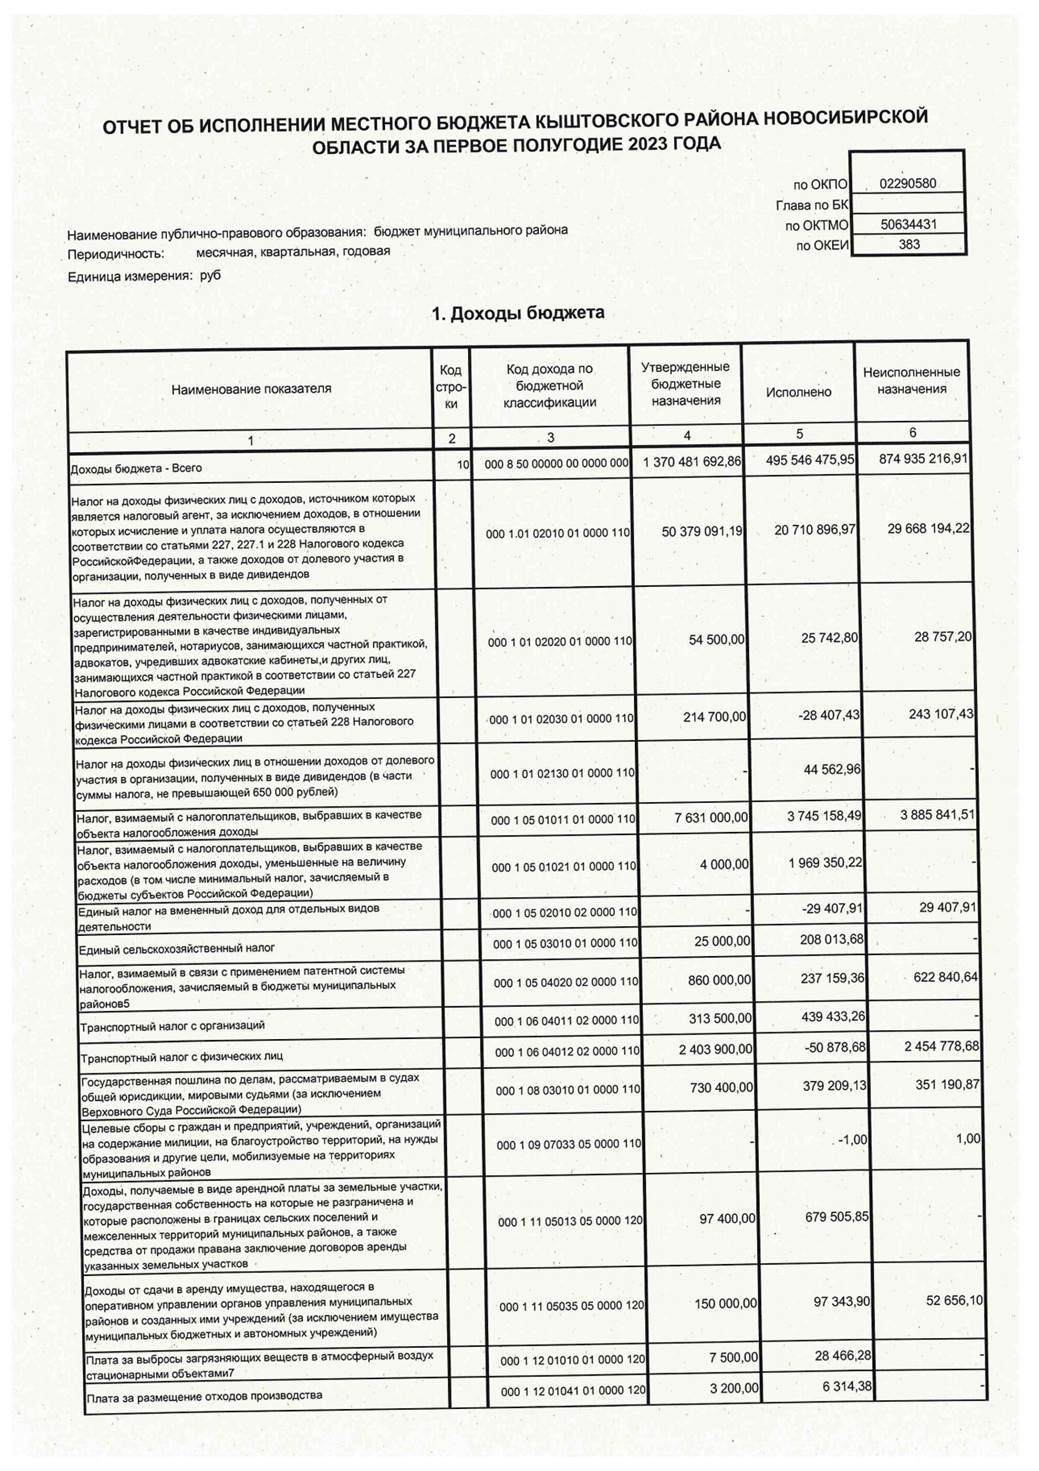 ОТЧЕТ ОБ ИСПОЛНЕНИИ МЕСТНОГО БЮДЖЕТА КЫШТОВСКОГО РАЙОНА НОВОСИБИРСКОЙ
ОБЛАСТИ ЗА ПЕРВОЕ ПОЛУГОДИЕ 2023 ГОДА
по ОКПО 02290580
Глава по БК
по ОКТМО 50634431
по ОКЕИ 383
Наименование публично-правового образования: бюджет муниципального района
Периодичность: месячная, квартальная, годовая
Единица измерения: руб
1. Доходы бюджета
Наименование показателя
Код
стро-
ки
Код дохода по
бюджетной
классификации
Утвержденные
бюджетные
назначения
Исполнено
Неисполненные
назначения
1 2 3 4 5 6
Доходы бюджета - Всего 10 000 8 50 00000 00 0000 000 1 370 481 692,86 495 546 475,95 874 935 216,91
Налог на доходы физических лиц с доходов, источником которых
является налоговый агент, за исключением доходов, в отношении
которых исчисление и уплата налога осуществляются в
соответствии со статьями 227, 227.1 и 228 Налогового кодекса
РоссийскойФедерации, а также доходов от долевого участия в
организации, полученных в виде дивидендов
000 1.01 02010 01 0000 110 50 379 091,19 20 710 896,97 29 668 194,22
Налог на доходы физических лиц с доходов, полученных от
осуществления деятельности физическими лицами,
зарегистрированными в качестве индивидуальных
предпринимателей, нотариусов, занимающихся частной практикой,
адвокатов, учредивших адвокатские кабинеты,и других лиц,
занимающихся частной практикой в соответствии со статьей 227
Налогового кодекса Российской Федерации
000 1 01 02020 01 0000 110 54 500,00 25 742,80 28 757,20
Налог на доходы физических лиц с доходов, полученных
физическими лицами в соответствии со статьей 228 Налогового
кодекса Российской Федерации
000 1 01 02030 01 0000 110 214 700,00 -28 407,43 243 107,43
Налог на доходы физических лиц в отношении доходов от долевого
участия в организации, полученных в виде дивидендов (в части
суммы налога, не превышающей 650 000 рублей)
000 1 01 02130 01 0000 110 - 44 562,96 -
Налог, взимаемый с налогоплательщиков, выбравших в качестве
объекта налогообложения доходы
000 1 05 01011 01 0000 110 7 631 000,00 3 745 158,49 3 885 841,51
Налог, взимаемый с налогоплательщиков, выбравших в качестве
объекта налогообложения доходы, уменьшенные на величину
расходов (в том числе минимальный налог, зачисляемый в
бюджеты субъектов Российской Федерации)
000 1 05 01021 01 0000 110 4 000,00 1 969 350,22 -
Единый налог на вмененный доход для отдельных видов
деятельности
000 1 05 02010 02 0000 110 - -29 407,91 29 407,91
Единый сельскохозяйственный налог 000 1 05 03010 01 0000 110 25 000,00 208 013,68 -
Налог, взимаемый в связи с применением патентной системы
налогообложения, зачисляемый в бюджеты муниципальных
районов5
000 1 05 04020 02 0000 110 860 000,00 237 159,36 622 840,64
Транспортный налог с организаций 000 1 06 04011 02 0000 110 313 500,00 439 433,26 -
Транспортный налог с физических лиц 000 1 06 04012 02 0000 110 2 403 900,00 -50 878,68 2 454 778,68
Государственная пошлина по делам, рассматриваемым в судах
общей юрисдикции, мировыми судьями (за исключением
Верховного Суда Российской Федерации)
000 1 08 03010 01 0000 110 730 400,00 379 209,13 351 190,87
Целевые сборы с граждан и предприятий, учреждений, организаций
на содержание милиции, на благоустройство территорий, на нужды
образования и другие цели, мобилизуемые на территориях
муниципальных районов
000 1 09 07033 05 0000 110 - -1,00 1,00
Доходы, получаемые в виде арендной платы за земельные участки,
государственная собственность на которые не разграничена и
которые расположены в границах сельских поселений и
межселенных территорий муниципальных районов, а также
средства от продажи правана заключение договоров аренды
указанных земельных участков
000 1 11 05013 05 0000 120 97 400,00 679 505,85 -
Доходы от сдачи в аренду имущества, находящегося в
оперативном управлении органов управления муниципальных
районов и созданных ими учреждений (за исключением имущества
муниципальных бюджетных и автономных учреждений)
000 1 11 05035 05 0000 120 150 000,00 97 343,90 52 656,10
Плата за выбросы загрязняющих веществ в атмосферный воздух
стационарными объектами7
000 1 12 01010 01 0000 120 7 500,00 28 466,28 -
Плата за размещение отходов производства 000 1 12 01041 01 0000 120 3 200,00 6 314,38 -